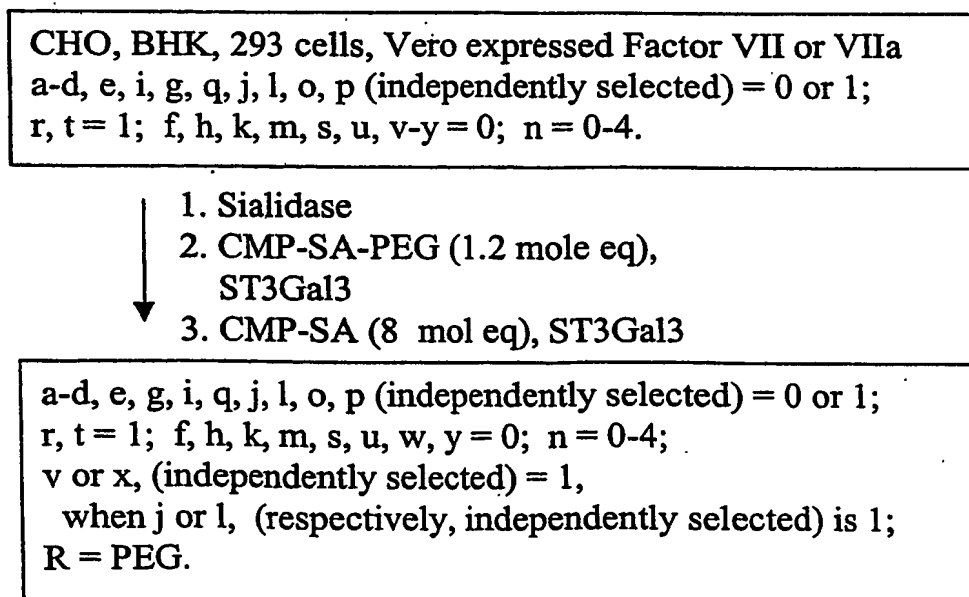 CHO, BHK, 293 cells, Vero expressed Factor VII or VIIa
a-d, e, i, g, q, j, l, o, p (independently selected) = 0 or 1;
r, t = 1; f, h, k, m, s, u, v-y = 0; n = 0-4.
1. Sialidase
2. CMP-SA-PEG (1.2 mole eq),
ST3Gal3
3. CMP-SA (8 mol eq), ST3Gal3
a-d, e, g, i, q, j, l, o, p (independently selected) = 0 or 1;
r, t = 1; f, h, k, m, s, u, w, y = 0; n = 0-4;
v or x, (independently selected) = 1,
when j or l, (respectively, independently selected) is 1;
R = PEG.